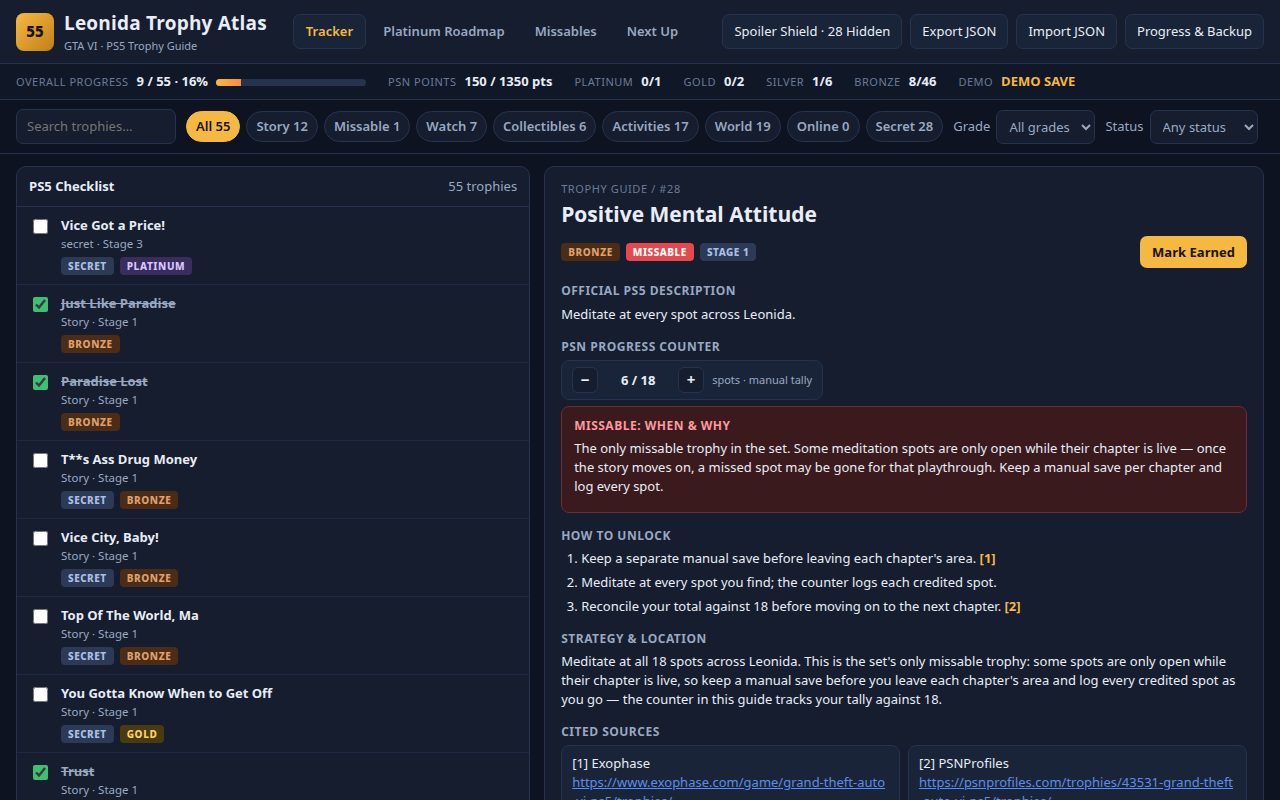 55
Leonida Trophy Atlas
GTA VI · PS5 Trophy Guide
Tracker
Platinum Roadmap
Missables
Next Up
Spoiler Shield · 28 Hidden
Export JSON
Import JSON
Progress & Backup
OVERALL PROGRESS 9 / 55 · 16%
PSN POINTS 150 / 1350 pts
PLATINUM 0/1
GOLD 0/2
SILVER 1/6
BRONZE 8/46
DEMO DEMO SAVE
Search trophies...
All 55
Story 12
Missable 1
Watch 7
Collectibles 6
Activities 17
World 19
Online 0
Secret 28
Grade
All grades
Status
Any status
PS5 Checklist
55 trophies
Vice Got a Price!
secret · Stage 3
SECRET PLATINUM
Just Like Paradise
Story · Stage 1
BRONZE
Paradise Lost
Story · Stage 1
BRONZE
T**s Ass Drug Money
Story · Stage 1
SECRET BRONZE
Vice City, Baby!
Story · Stage 1
SECRET BRONZE
Top Of The World, Ma
Story · Stage 1
SECRET BRONZE
You Gotta Know When to Get Off
Story · Stage 1
SECRET GOLD
Trust
Story · Stage 1
TROPHY GUIDE / #28
Positive Mental Attitude
BRONZE MISSABLE STAGE 1
Mark Earned
OFFICIAL PS5 DESCRIPTION
Meditate at every spot across Leonida.
PSN PROGRESS COUNTER
− 6 / 18 + spots · manual tally
MISSABLE: WHEN & WHY
The only missable trophy in the set. Some meditation spots are only open while their chapter is live — once
the story moves on, a missed spot may be gone for that playthrough. Keep a manual save per chapter and
log every spot.
HOW TO UNLOCK
1. Keep a separate manual save before leaving each chapter's area. [1]
2. Meditate at every spot you find; the counter logs each credited spot.
3. Reconcile your total against 18 before moving on to the next chapter. [2]
STRATEGY & LOCATION
Meditate at all 18 spots across Leonida. This is the set's only missable trophy: some spots are only open while
their chapter is live, so keep a manual save before you leave each chapter's area and log every credited spot as
you go — the counter in this guide tracks your tally against 18.
CITED SOURCES
[1] Exophase
https://www.exophase.com/game/grand-theft-auto
-vi-ps5/trophies/
[2] PSNProfiles
https://psnprofiles.com/trophies/43531-grand-theft
-auto-vi-ps5/trophies/